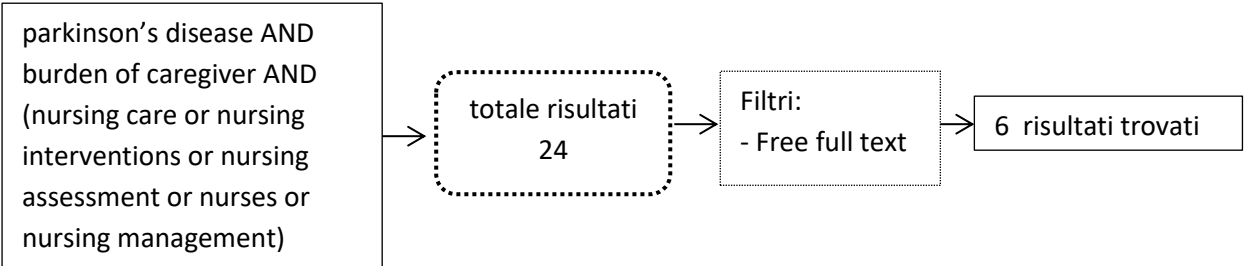 parkinson’s disease AND
burden of caregiver AND
(nursing care or nursing
interventions or nursing
assessment or nurses or
nursing management)
totale risultati
24
Filtri:
- Free full text
6 risultati trovati